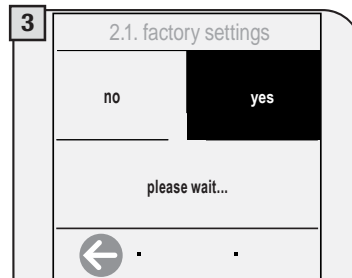 3
2.1. factory settings
no yes
please wait...